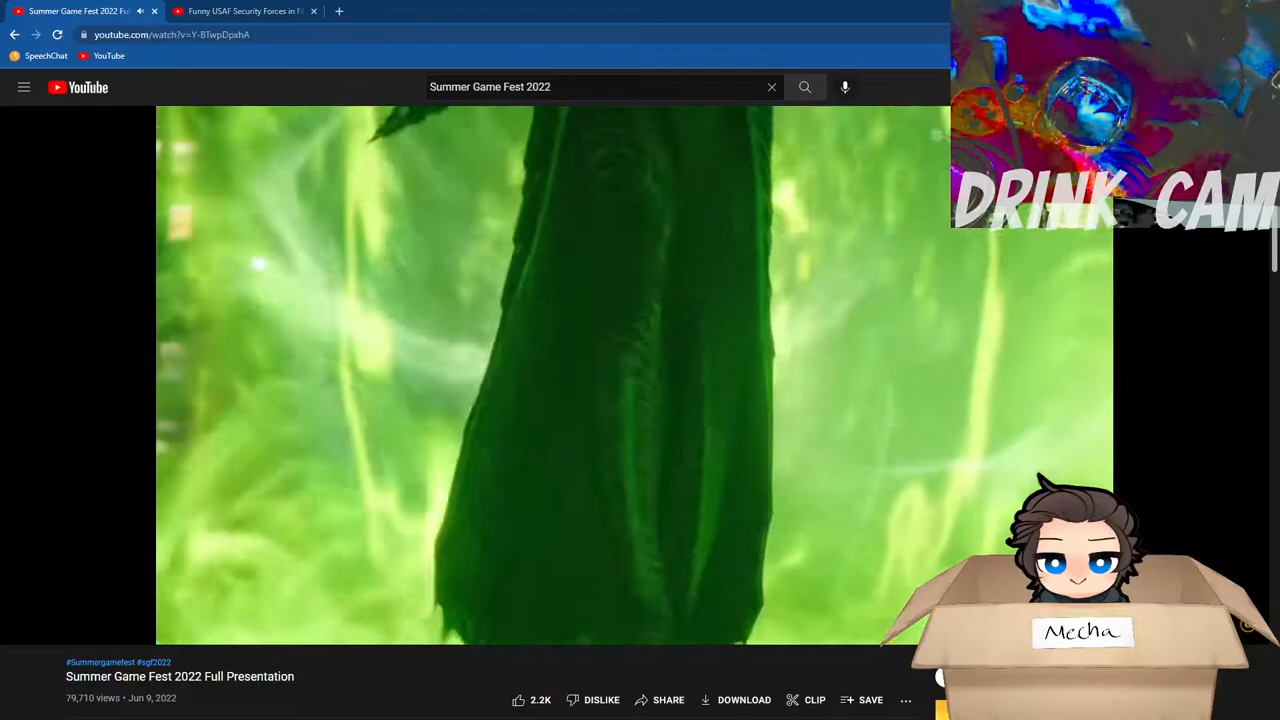 Summer Game Fest 2022 Ful
Funny USAF Security Forces in F
youtube.com/watch?v=Y-8TwpDpxhA
SpeechChat
YouTube
YouTube
Summer Game Fest 2022
DRINK CAM
Mecha
#Summergamefest #sgf2022
Summer Game Fest 2022 Full Presentation
79,710 views • Jun 9, 2022
2.2K
DISLIKE
SHARE
DOWNLOAD
CLIP
SAVE